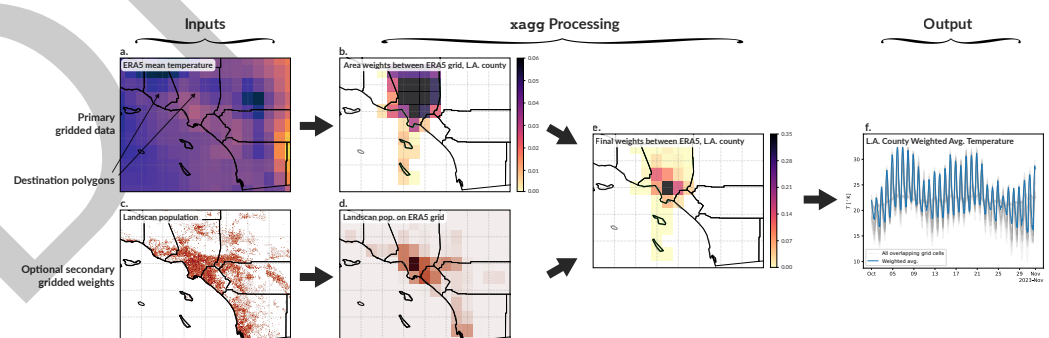 Inputs
xagg Processing
Output
a.
ERA5 mean temperature
Primary
gridded data
Destination polygons
b.
Area weights between ERA5 grid, L.A. county
0.06
0.05
0.04
0.03
0.02
0.01
0.00
c.
Landscan population
Optional secondary
gridded weights
d.
Landscan pop. on ERA5 grid
e.
Final weights between ERA5, L.A. county
0.35
0.28
0.21
0.14
0.07
0.00
f.
L.A. County Weighted Avg. Temperature
30
25
20
15
10
T [°K]
All overlapping grid cells
Weighted avg.
Oct 05 09 13 17 21 25 29 Nov
2023-Nov